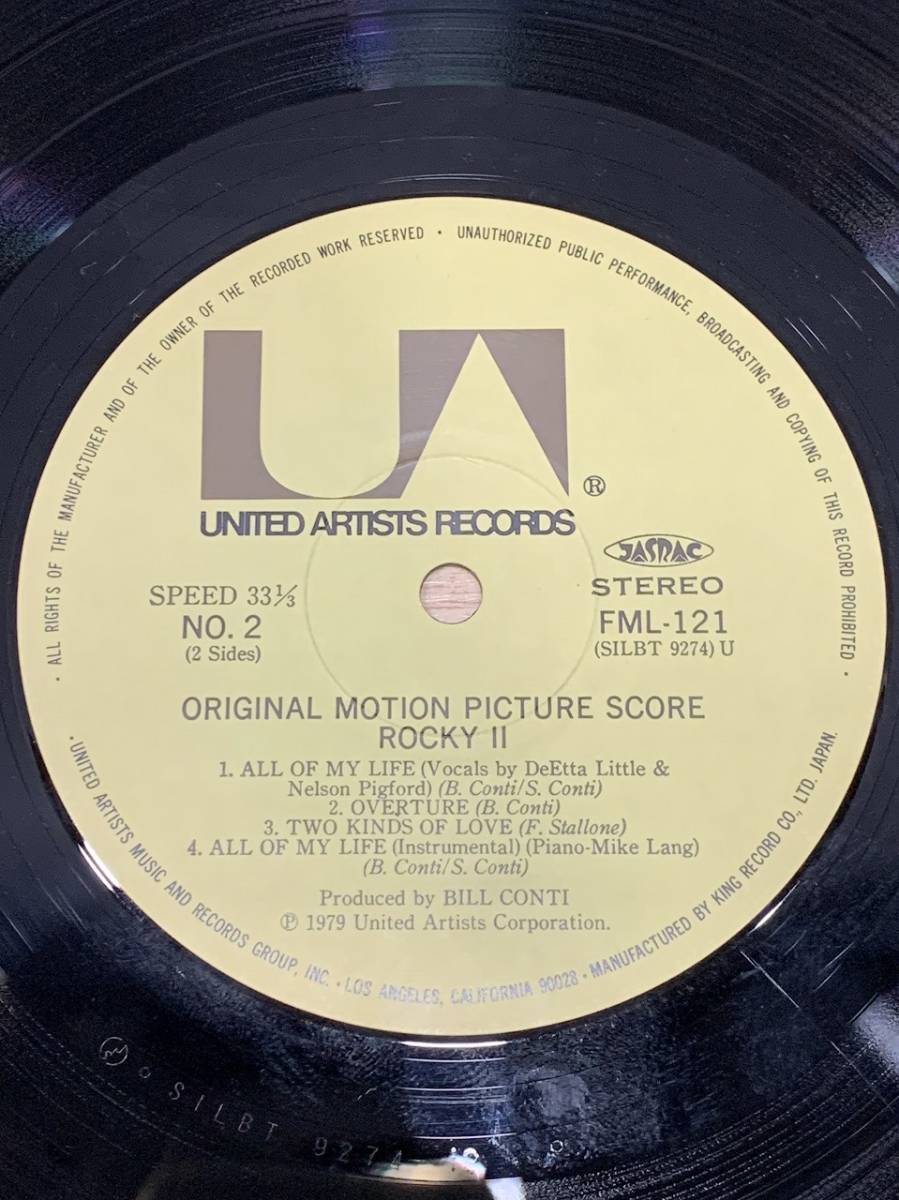 · ALL RIGHTS OF THE MANUFACTURER AND OF THE OWNER OF THE RECORDED WORK RESERVED · UNAUTHORIZED PUBLIC PERFORMANCE, BROADCASTING AND COPYING OF THIS RECORD PROHIBITED ·
UA
®
UNITED ARTISTS RECORDS
JASRAC
SPEED 33⅓
STEREO
NO. 2
FML-121
(2 Sides)
(SILBT 9274) U
ORIGINAL MOTION PICTURE SCORE
ROCKY II
1. ALL OF MY LIFE (Vocals by DeEtta Little &
Nelson Pigford) (B. Conti/S. Conti)
2. OVERTURE (B. Conti)
3. TWO KINDS OF LOVE (F. Stallone)
4. ALL OF MY LIFE (Instrumental) (Piano-Mike Lang)
(B. Conti/S. Conti)
Produced by BILL CONTI
Ⓟ 1979 United Artists Corporation.
· UNITED ARTISTS MUSIC AND RECORDS GROUP, INC. · LOS ANGELES, CALIFORNIA 90028 · MANUFACTURED BY KING RECORD CO., LTD. JAPAN.
SILBT 9274